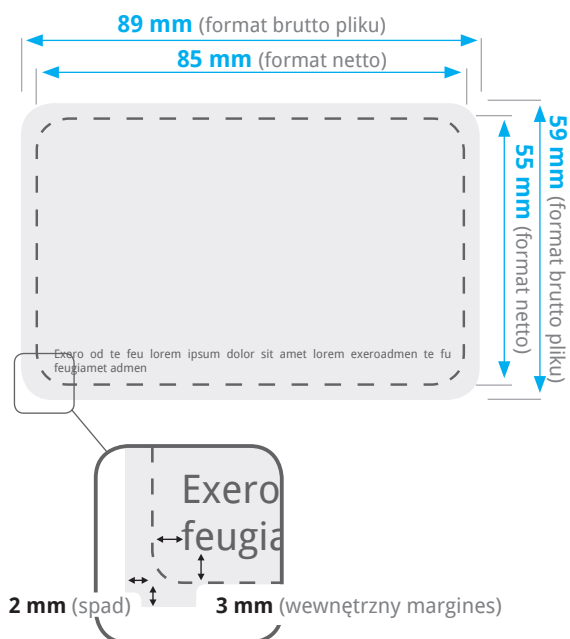 89 mm (format brutto pliku)
85 mm (format netto)
59 mm (format brutto pliku)
55 mm (format netto)
Exero od te feu lorem ipsum dolor sit amet lorem exeroadmen te fu
feugiamet admen
Exero
feugia
2 mm (spad)
3 mm (wewnętrzny margines)